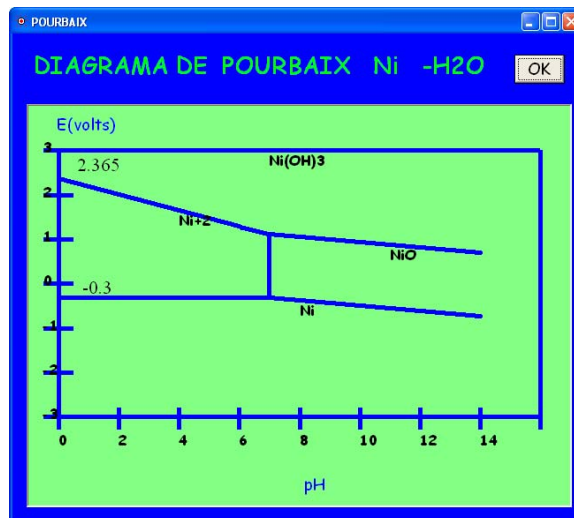 POURBAIX
DIAGRAMA DE POURBAIX Ni -H2O
OK
E(volts)
3
2.365
Ni(OH)3
2
Ni+2
1
NiO
0
-0.3
Ni
-1
-2
-3
0 2 4 6 8 10 12 14
pH